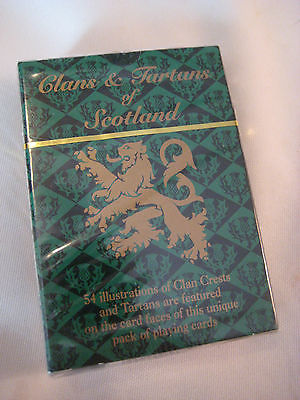 Clans & Tartans
of
Scotland
54 illustrations of Clan Crests
and Tartans are featured
on the card faces of this unique
pack of playing cards